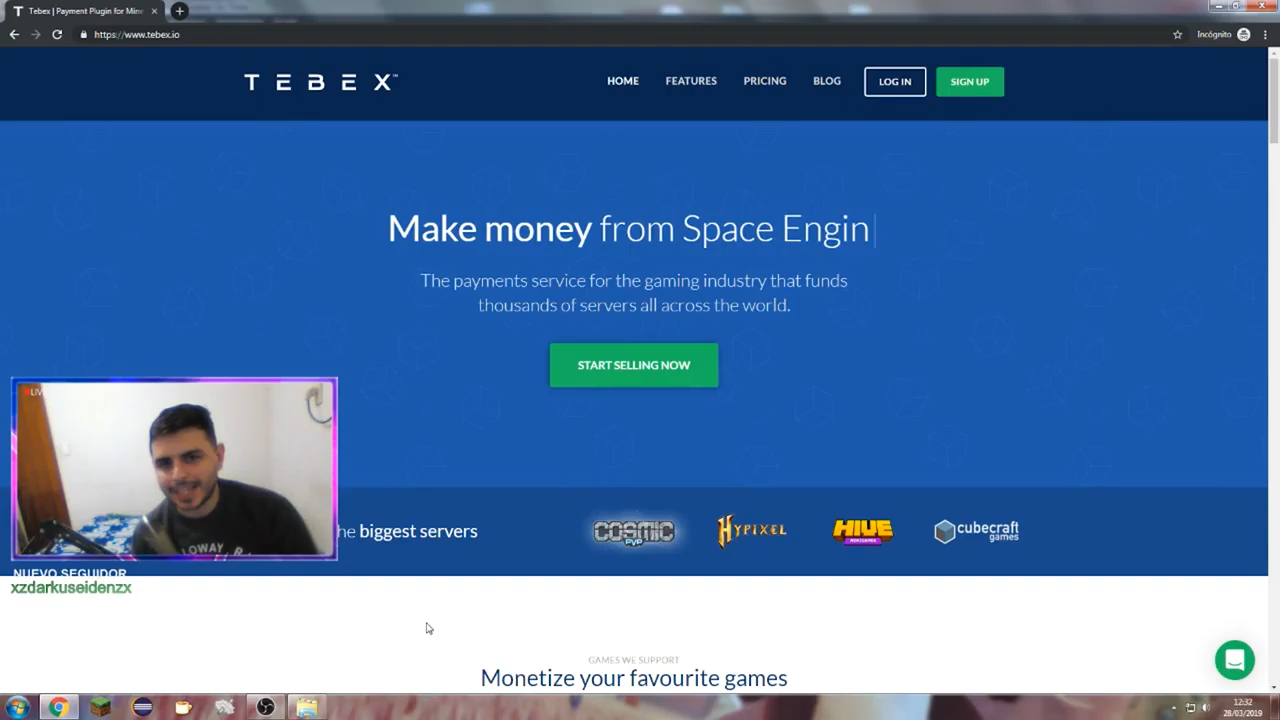 Tebex | Payment Plugin for Mine
https://www.tebex.io
Incógnito
TEBEX™
HOME
FEATURES
PRICING
BLOG
LOG IN
SIGN UP
Make money from Space Engin
The payments service for the gaming industry that funds
thousands of servers all across the world.
START SELLING NOW
LIV
he biggest servers
COSMIC
PVP
HYPIXEL
HIVE
cubecraft
games
NUEVO SEGUIDOR
xzdarkuseidenzx
GAMES WE SUPPORT
Monetize your favourite games
12:32
28/03/2019